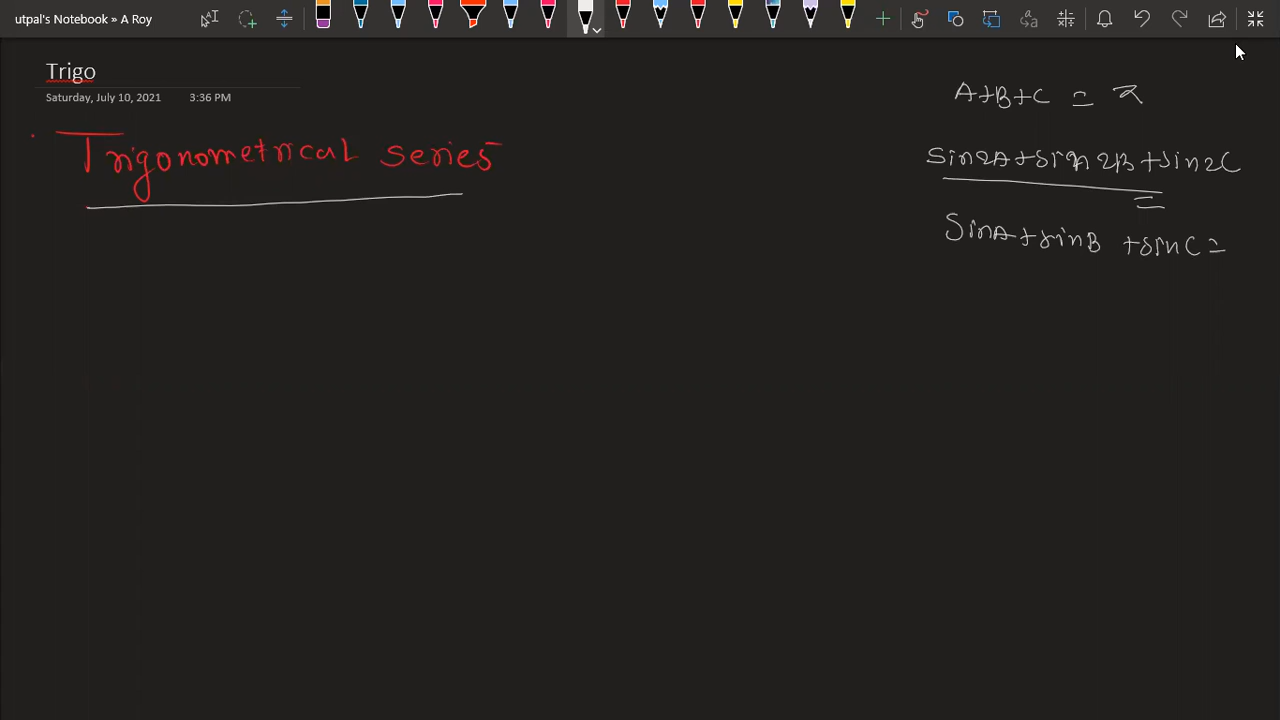 utpal's Notebook » A Roy
Trigo
Saturday, July 10, 2021 3:36 PM
Trigonometrical series
A+B+C = π
sin2A+sin2B+sin2C
=
SinA+sinB +sinC=